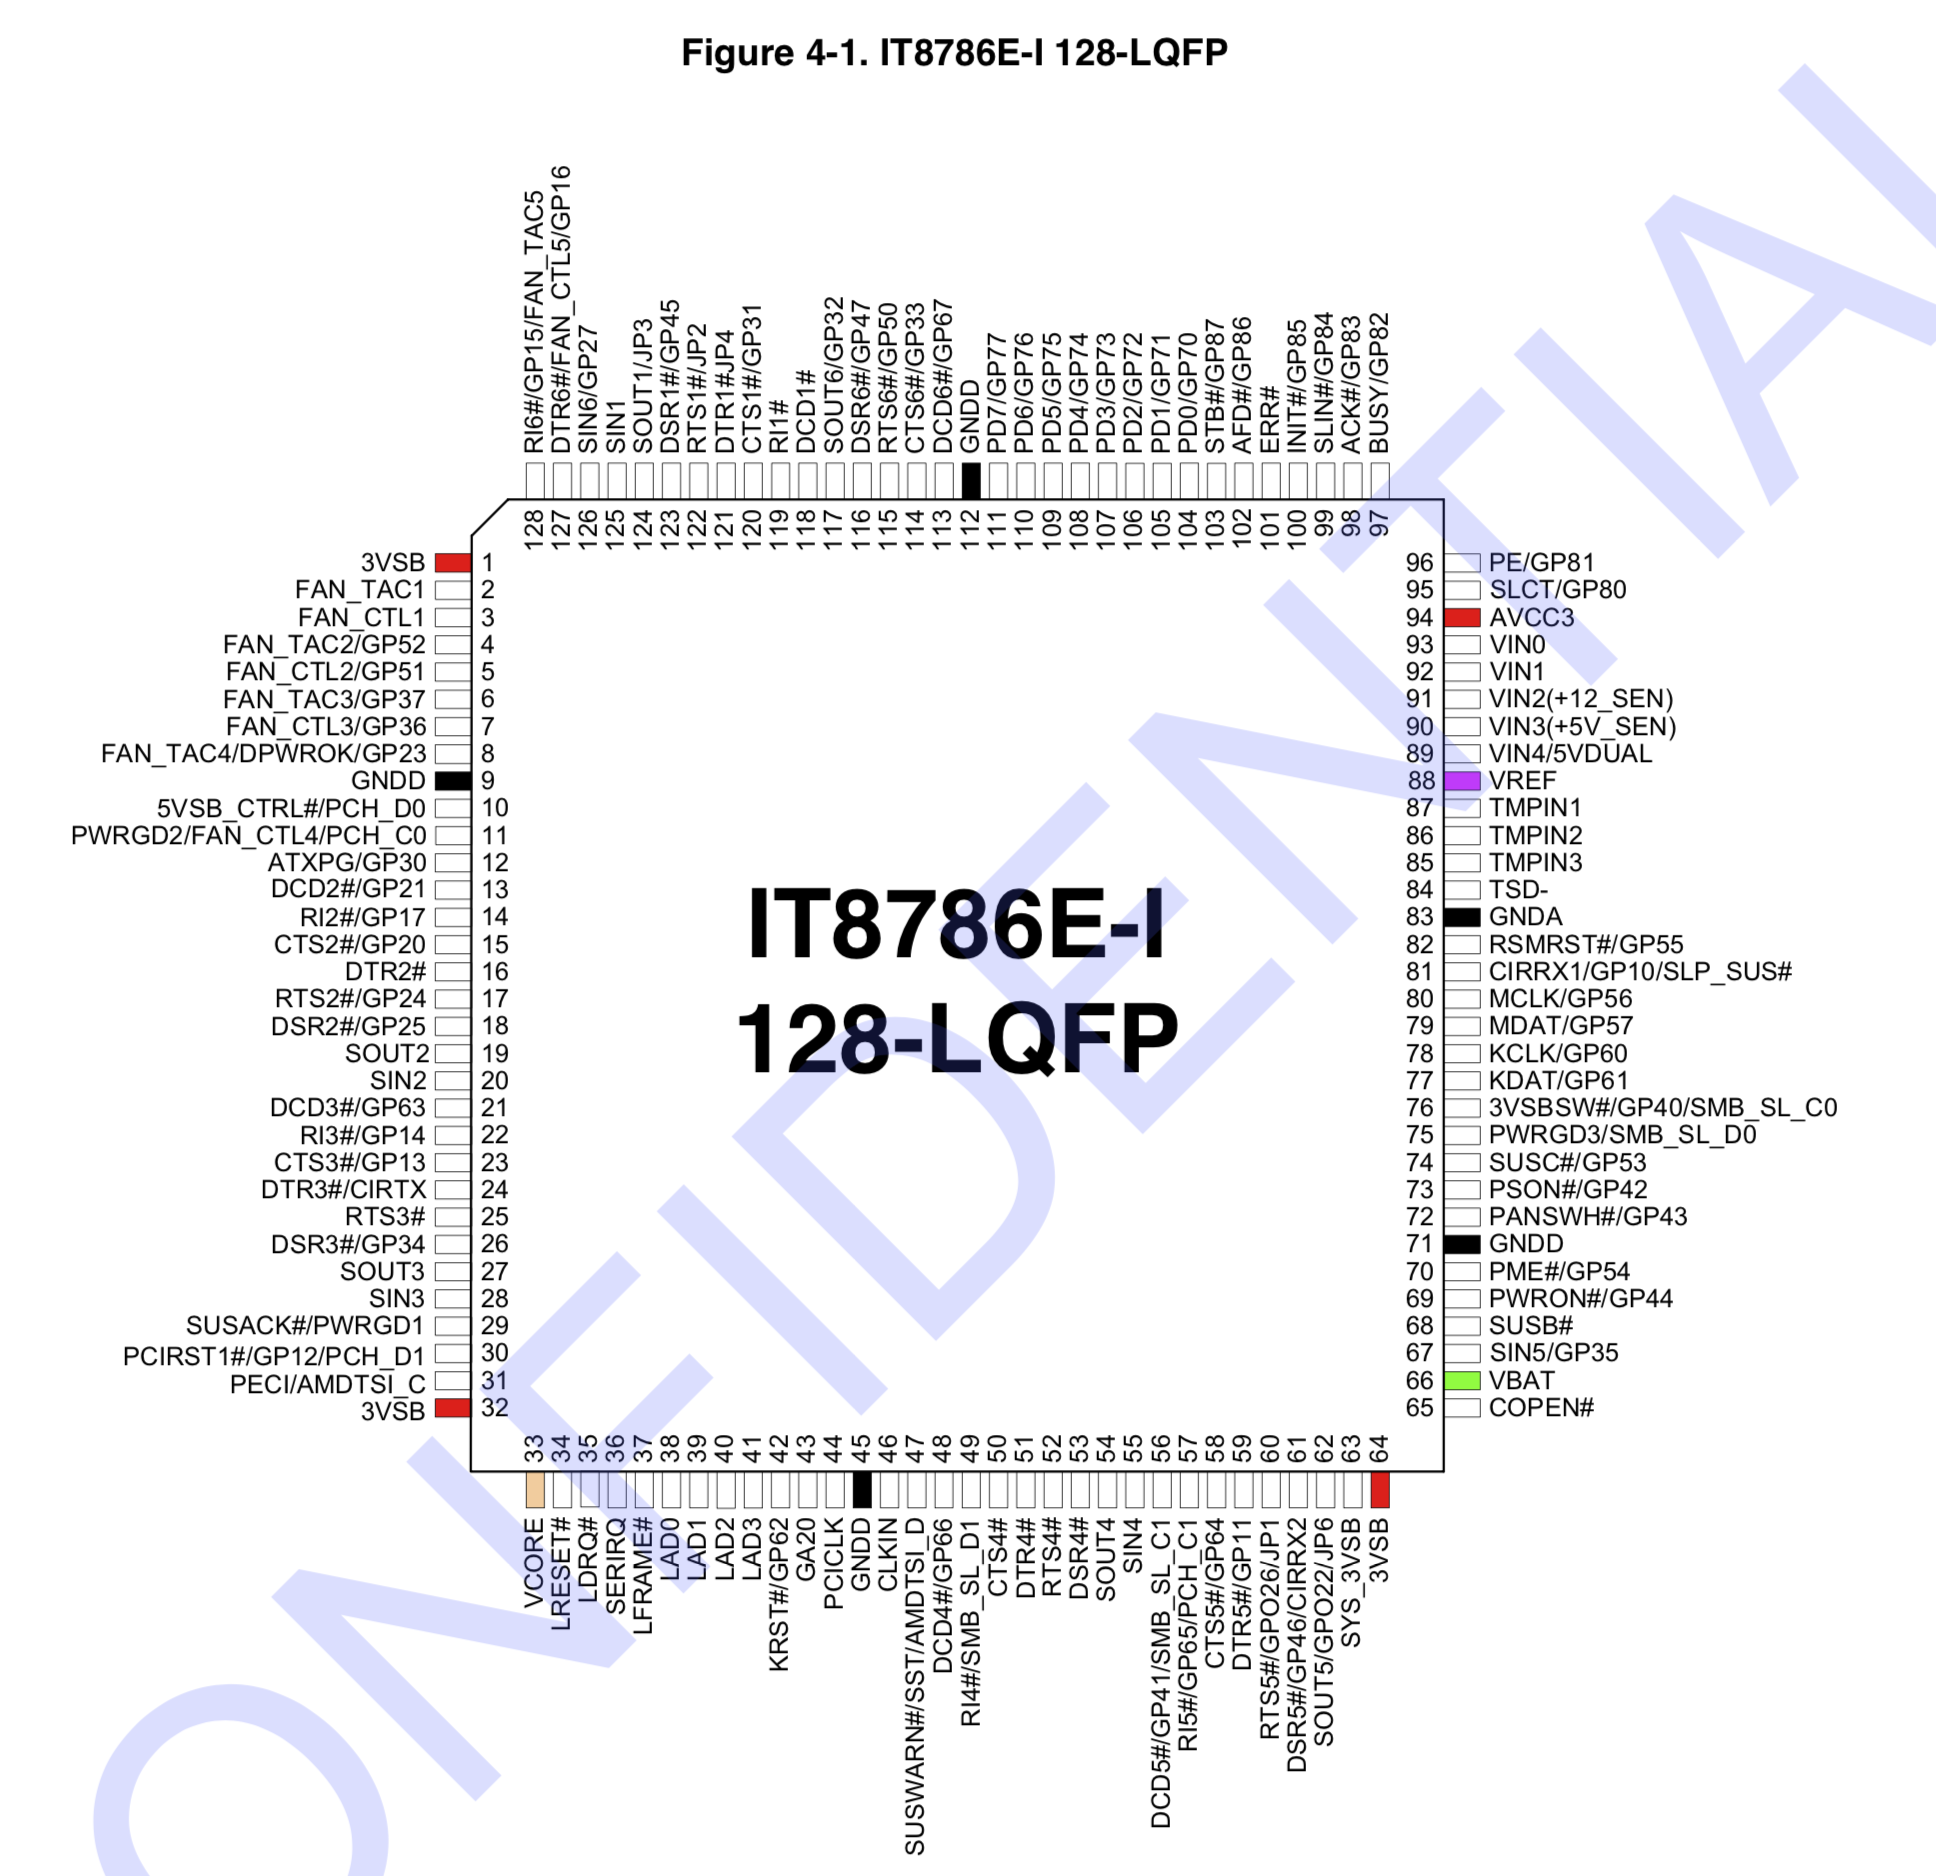 Figure 4-1. IT8786E-I 128-LQFP
RI6#/GP15/FAN_TAC5
DTR6#/FAN_CTL5/GP16
SIN6/GP27
SIN1
SOUT1/JP3
DSR1#/GP45
RTS1#/JP2
DTR1#JP4
CTS1#/GP31
RI1#
DCD1#
SOUT6/GP32
DSR6#/GP47
RTS6#/GP50
CTS6#/GP33
DCD6#/GP67
GNDD
PD7/GP77
PD6/GP76
PD5/GP75
PD4/GP74
PD3/GP73
PD2/GP72
PD1/GP71
PD0/GP70
STB#/GP87
AFD#/GP86
ERR#
INIT#/GP85
SLIN#/GP84
ACK#/GP83
BUSY/GP82
128
127
126
125
124
123
122
121
120
119
118
117
116
115
114
113
112
111
110
109
108
107
106
105
104
103
102
101
100
99
98
97
3VSB 1
FAN_TAC1 2
FAN_CTL1 3
FAN_TAC2/GP52 4
FAN_CTL2/GP51 5
FAN_TAC3/GP37 6
FAN_CTL3/GP36 7
FAN_TAC4/DPWROK/GP23 8
GNDD 9
5VSB_CTRL#/PCH_D0 10
PWRGD2/FAN_CTL4/PCH_C0 11
ATXPG/GP30 12
DCD2#/GP21 13
RI2#/GP17 14
CTS2#/GP20 15
DTR2# 16
RTS2#/GP24 17
DSR2#/GP25 18
SOUT2 19
SIN2 20
DCD3#/GP63 21
RI3#/GP14 22
CTS3#/GP13 23
DTR3#/CIRTX 24
RTS3# 25
DSR3#/GP34 26
SOUT3 27
SIN3 28
SUSACK#/PWRGD1 29
PCIRST1#/GP12/PCH_D1 30
PECI/AMDTSI_C 31
3VSB 32
IT8786E-I
128-LQFP
96 PE/GP81
95 SLCT/GP80
94 AVCC3
93 VIN0
92 VIN1
91 VIN2(+12_SEN)
90 VIN3(+5V_SEN)
89 VIN4/5VDUAL
88 VREF
87 TMPIN1
86 TMPIN2
85 TMPIN3
84 TSD-
83 GNDA
82 RSMRST#/GP55
81 CIRRX1/GP10/SLP_SUS#
80 MCLK/GP56
79 MDAT/GP57
78 KCLK/GP60
77 KDAT/GP61
76 3VSBSW#/GP40/SMB_SL_C0
75 PWRGD3/SMB_SL_D0
74 SUSC#/GP53
73 PSON#/GP42
72 PANSWH#/GP43
71 GNDD
70 PME#/GP54
69 PWRON#/GP44
68 SUSB#
67 SIN5/GP35
66 VBAT
65 COPEN#
33
34
35
36
37
38
39
40
41
42
43
44
45
46
47
48
49
50
51
52
53
54
55
56
57
58
59
60
61
62
63
64
VCORE
LRESET#
LDRQ#
SERIRQ
LFRAME#
LAD0
LAD1
LAD2
LAD3
KRST#/GP62
GA20
PCICLK
GNDD
CLKIN
SUSWARN#/SST/AMDTSI_D
DCD4#/GP66
RI4#/SMB_SL_D1
CTS4#
DTR4#
RTS4#
DSR4#
SOUT4
SIN4
DCD5#/GP41/SMB_SL_C1
RI5#/GP65/PCH_C1
CTS5#/GP64
DTR5#/GP11
RTS5#/GPO26/JP1
DSR5#/GP46/CIRRX2
SOUT5/GPO22/JP6
SYS_3VSB
3VSB
ONFIDENTIAL